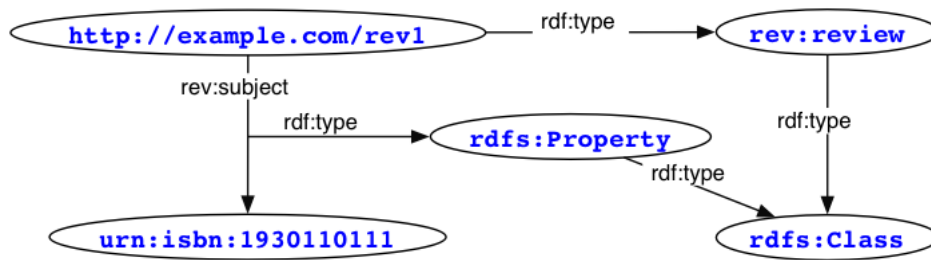 rdf:type
http://example.com/rev1
rev:review
rev:subject
rdf:type
rdf:type
rdfs:Property
rdf:type
urn:isbn:1930110111
rdfs:Class